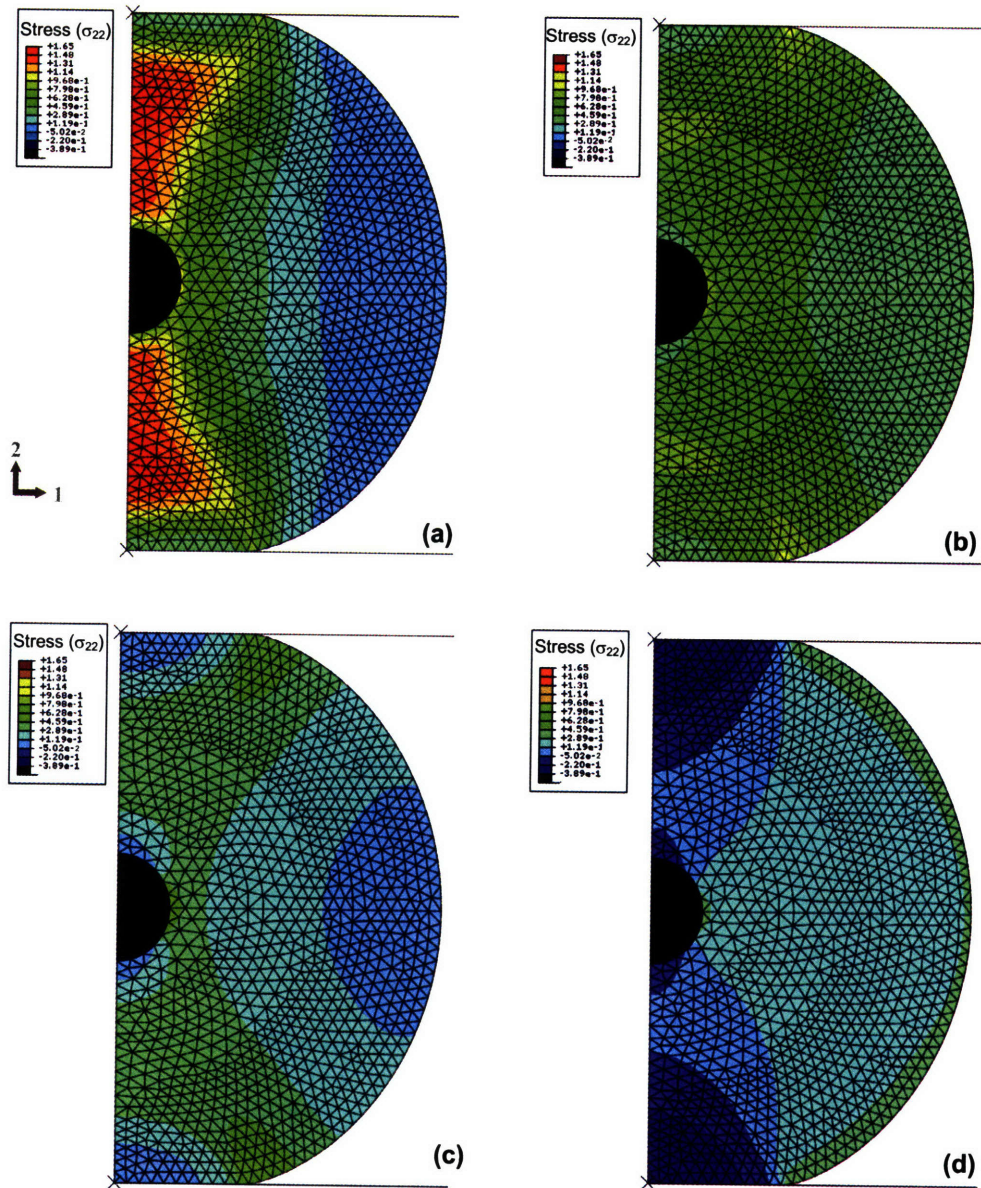 Stress (σ22)
+1.65
+1.48
+1.31
+1.14
+9.68e-1
+7.98e-1
+6.28e-1
+4.59e-1
+2.89e-1
+1.19e-1
-5.02e-2
-2.20e-1
-3.89e-1
2
1
(a)
Stress (σ22)
+1.65
+1.48
+1.31
+1.14
+9.68e-1
+7.98e-1
+6.28e-1
+4.59e-1
+2.89e-1
+1.19e-1
-5.02e-2
-2.20e-1
-3.89e-1
(b)
Stress (σ22)
+1.65
+1.48
+1.31
+1.14
+9.68e-1
+7.98e-1
+6.28e-1
+4.59e-1
+2.89e-1
+1.19e-1
-5.02e-2
-2.20e-1
-3.89e-1
(c)
Stress (σ22)
+1.65
+1.48
+1.31
+1.14
+9.68e-1
+7.98e-1
+6.28e-1
+4.59e-1
+2.89e-1
+1.19e-1
-5.02e-2
-2.20e-1
-3.89e-1
(d)